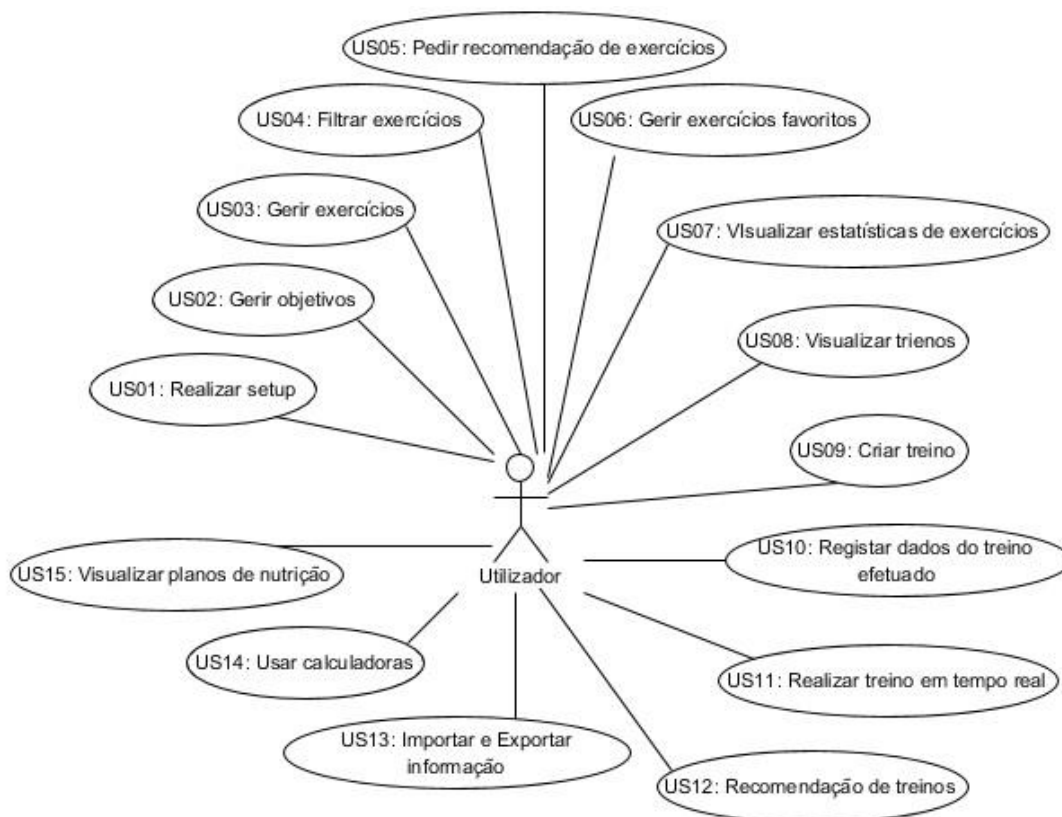 US05: Pedir recomendação de exercícios
US04: Filtrar exercícios
US06: Gerir exercícios favoritos
US03: Gerir exercícios
US07: VIsualizar estatísticas de exercícios
US02: Gerir objetivos
US08: Visualizar trienos
US01: Realizar setup
US09: Criar treino
US10: Registar dados do treino
efetuado
US15: Visualizar planos de nutrição
Utilizador
US14: Usar calculadoras
US11: Realizar treino em tempo real
US13: Importar e Exportar
informação
US12: Recomendação de treinos